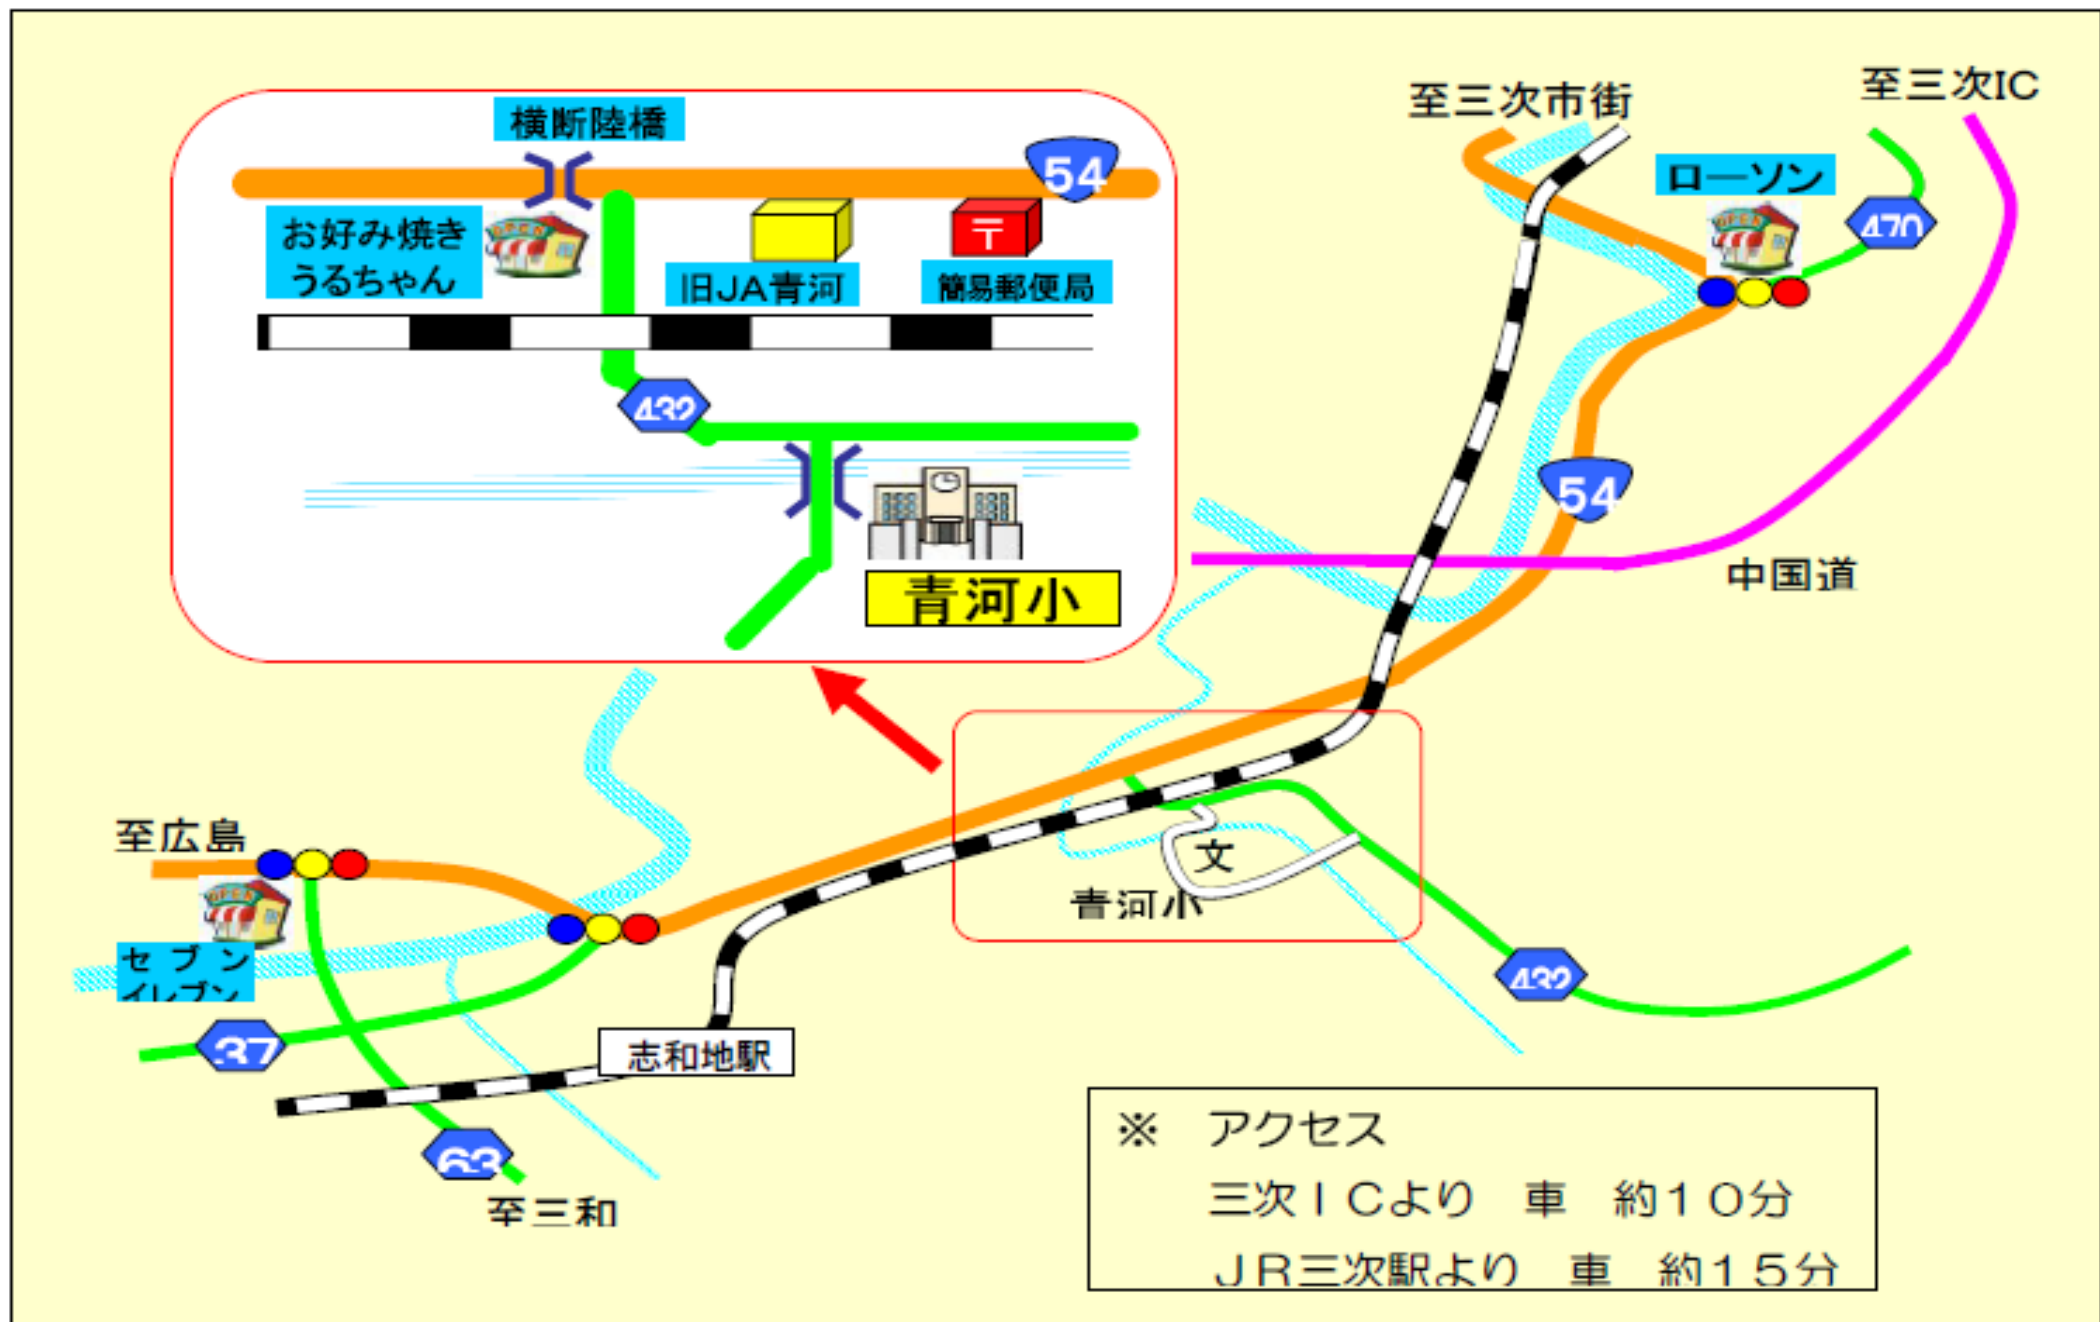 横断陸橋
54
お好み焼き
うるちゃん
旧JA青河
簡易郵便局
〒
432
青河小
至三次市街
至三次IC
ローソン
470
54
中国道
至広島
セブン
イレブン
文
青河小
432
37
志和地駅
63
至三和
※ アクセス
三次ICより 車 約10分
JR三次駅より 車 約15分